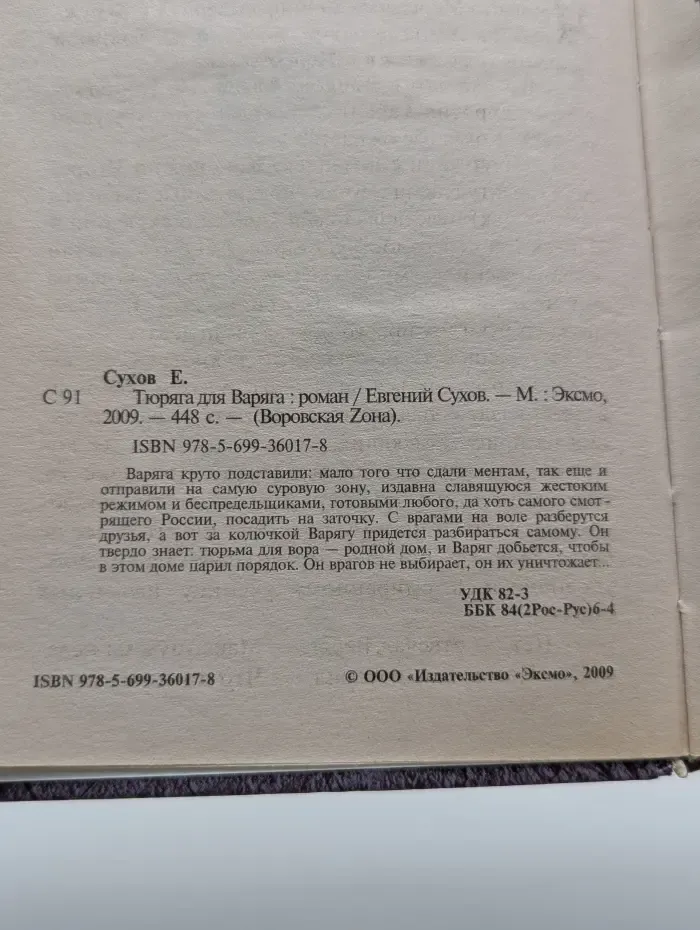 Сухов Е.
С 91 Тюряга для Варяга : роман / Евгений Сухов. — М. : Эксмо,
2009. — 448 с. — (Воровская Zона).
ISBN 978-5-699-36017-8
Варяга круто подставили: мало того что сдали ментам, так еще и
отправили на самую суровую зону, издавна славящуюся жестоким
режимом и беспредельщиками, готовыми любого, да хоть самого смот-
рящего России, посадить на заточку. С врагами на воле разберутся
друзья, а вот за колючкой Варягу придется разбираться самому. Он
твердо знает: тюрьма для вора — родной дом, и Варяг добьется, чтобы
в этом доме царил порядок. Он врагов не выбирает, он их уничтожает...
УДК 82-3
ББК 84(2Рос-Рус)6-4
ISBN 978-5-699-36017-8 © ООО «Издательство «Эксмо», 2009